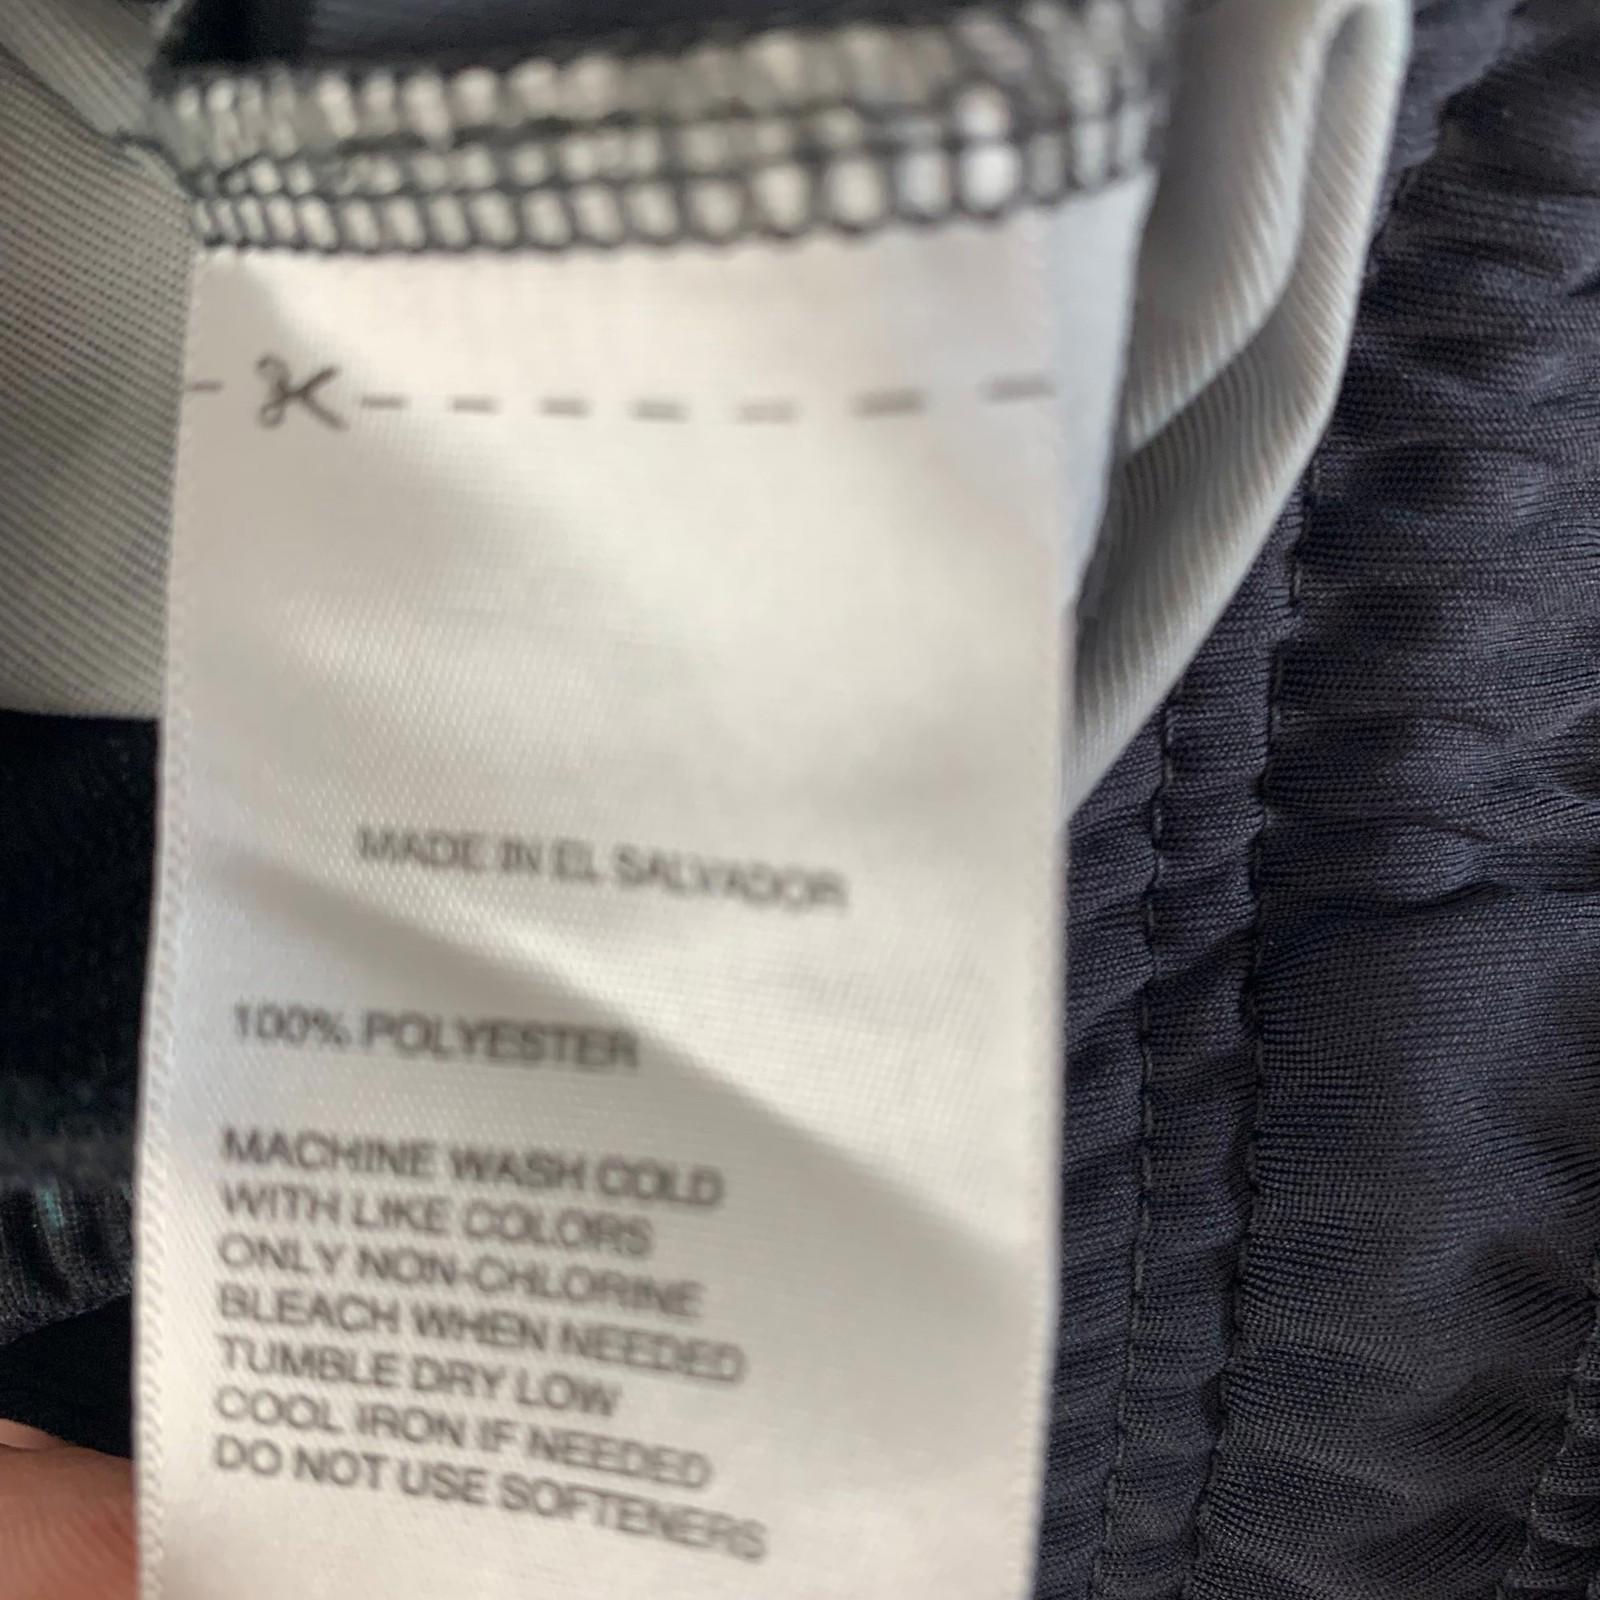 MADE IN EL SALVADOR
100% POLYESTER
MACHINE WASH COLD
WITH LIKE COLORS
ONLY NON-CHLORINE
BLEACH WHEN NEEDED
TUMBLE DRY LOW
COOL IRON IF NEEDED
DO NOT USE SOFTENERS